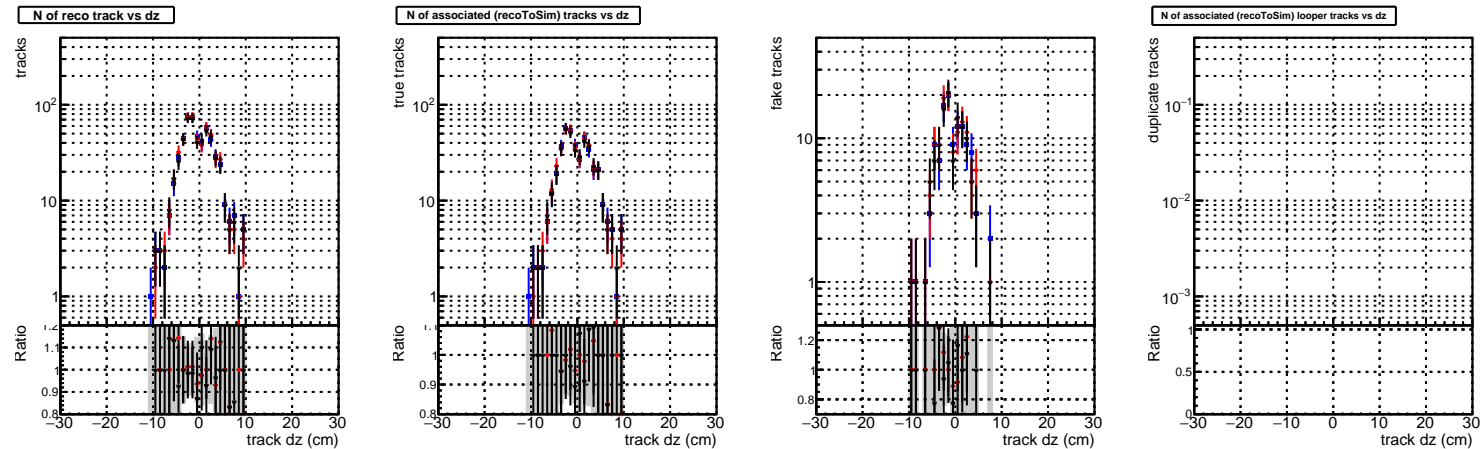 N of reco track vs dz
tracks
10²
10
1
Ratio
1.2
1.1
1
0.9
0.8
−30 −20 −10 0 10 20 30
track dz (cm)
N of associated (recoToSim) tracks vs dz
true tracks
10²
10
1
Ratio
1
0.9
0.8
−30 −20 −10 0 10 20 30
track dz (cm)
fake tracks
10
1
Ratio
1.2
1
0.8
−30 −20 −10 0 10 20 30
track dz (cm)
N of associated (recoToSim) looper tracks vs dz
duplicate tracks
10⁻¹
10⁻²
10⁻³
Ratio
1
0.5
0
−30 −20 −10 0 10 20 30
track dz (cm)